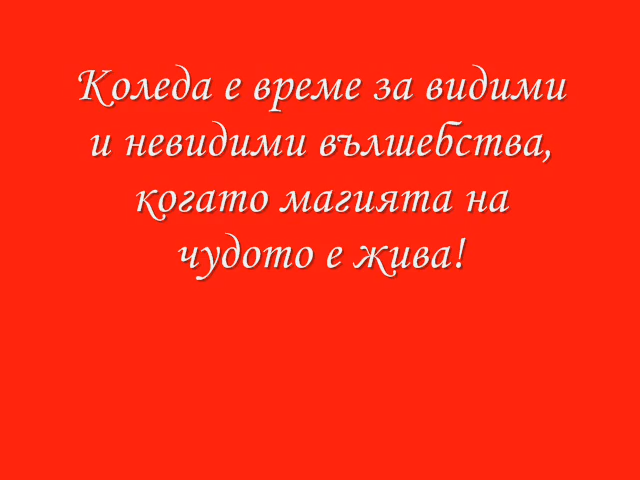 Коледа е време за видими
и невидими вълшебства,
когато магията на
чудото е жива!